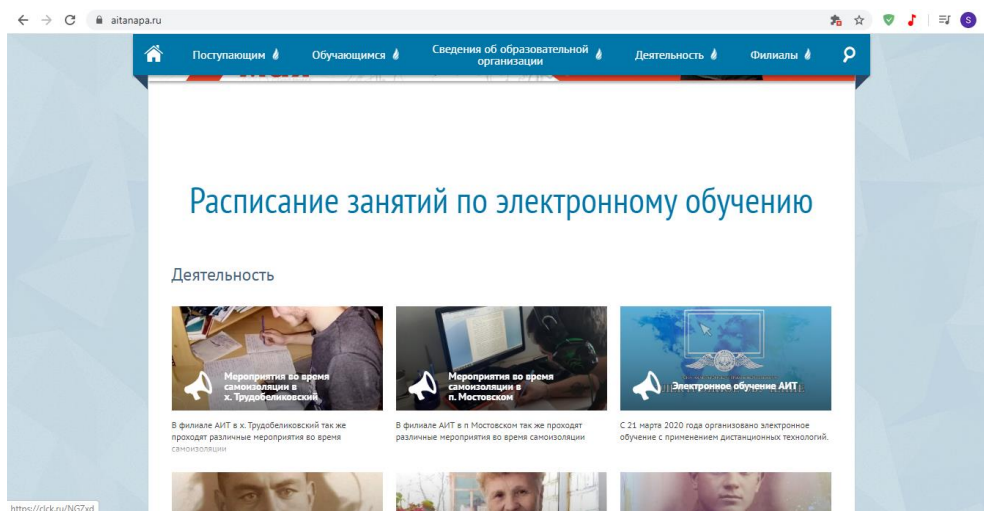 aitanapa.ru
S
Поступающим
Обучающимся
Сведения об образовательной
организации
Деятельность
Филиалы
Расписание занятий по электронному обучению
Деятельность
Мероприятия во время
самоизоляции в
х. Трудобеликовский
Мероприятия во время
самоизоляции в
п. Мостовском
Электронное обучение АИТ
В филиале АИТ в х. Трудобеликовский так же
проходят различные мероприятия во время
самоизоляции
В филиале АИТ в п Мостовском так же проходят
различные мероприятия во время самоизоляции
С 21 марта 2020 года организовано электронное
обучение с применением дистанционных технологий.
https://clck.ru/NGZxd